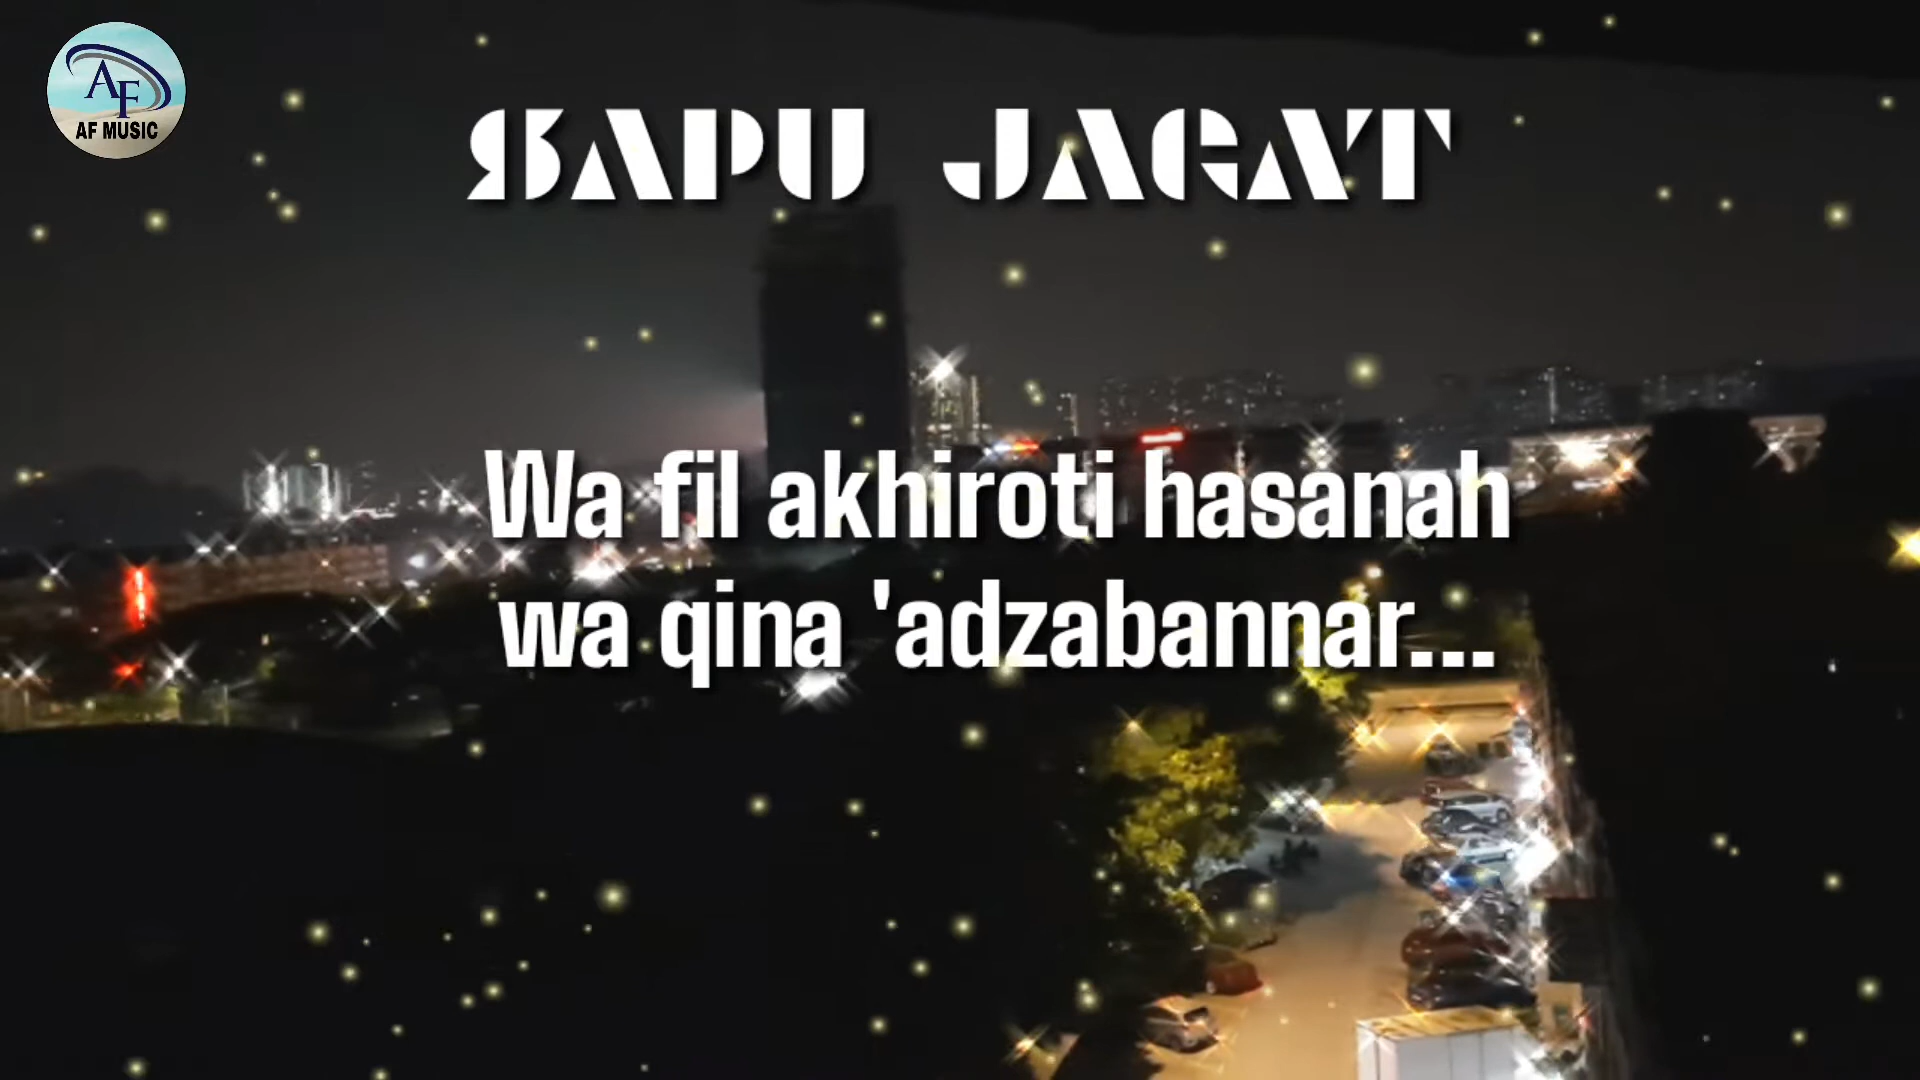 AF
AF MUSIC
SAPU JAGAT
Wa fil akhiroti hasanah
wa qina 'adzabannar...